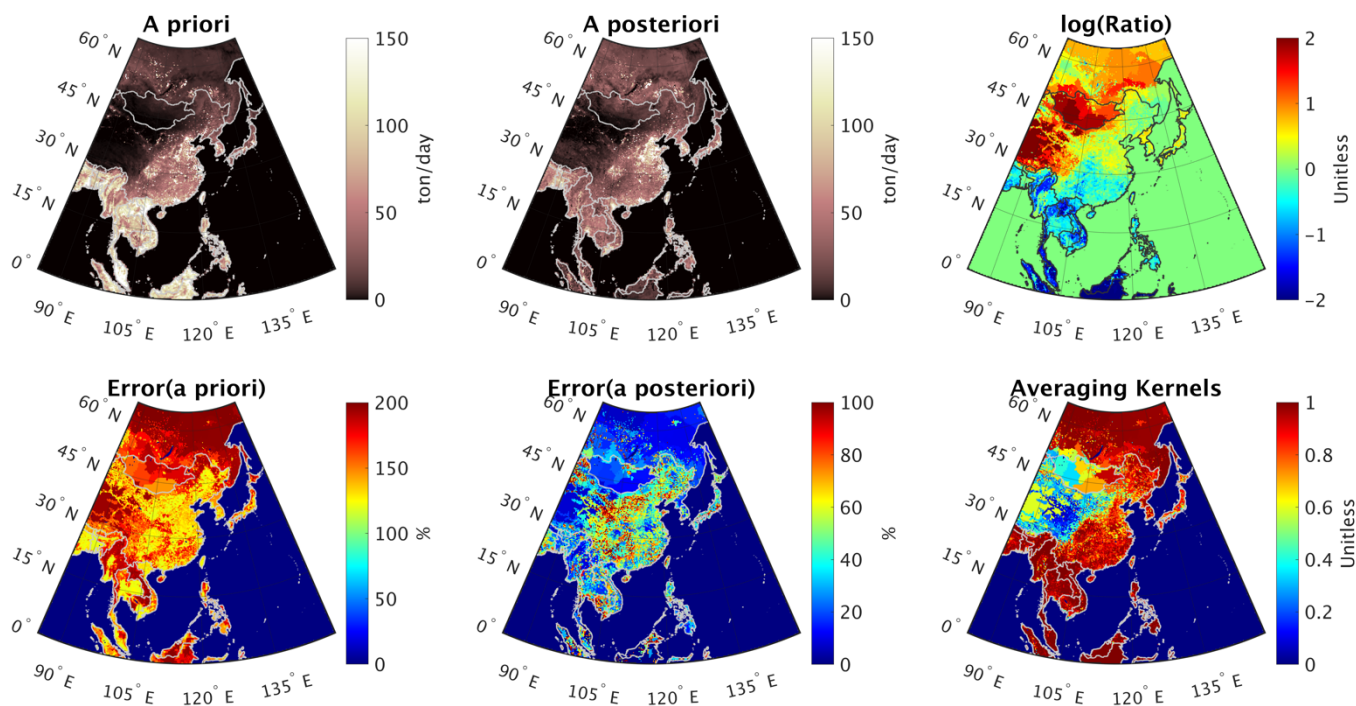 A priori
60° N
45° N
30° N
15° N
0°
90° E
105° E
120° E
135° E
150
100
50
0
ton/day
A posteriori
60° N
45° N
30° N
15° N
0°
90° E
105° E
120° E
135° E
150
100
50
0
ton/day
log(Ratio)
60° N
45° N
30° N
15° N
0°
90° E
105° E
120° E
135° E
2
1
0
−1
−2
Unitless
Error(a priori)
60° N
45° N
30° N
15° N
0°
90° E
105° E
120° E
135° E
200
150
100
50
0
%
Error(a posteriori)
60° N
45° N
30° N
15° N
0°
90° E
105° E
120° E
135° E
100
80
60
40
20
0
%
Averaging Kernels
60° N
45° N
30° N
15° N
0°
90° E
105° E
120° E
135° E
1
0.8
0.6
0.4
0.2
0
Unitless